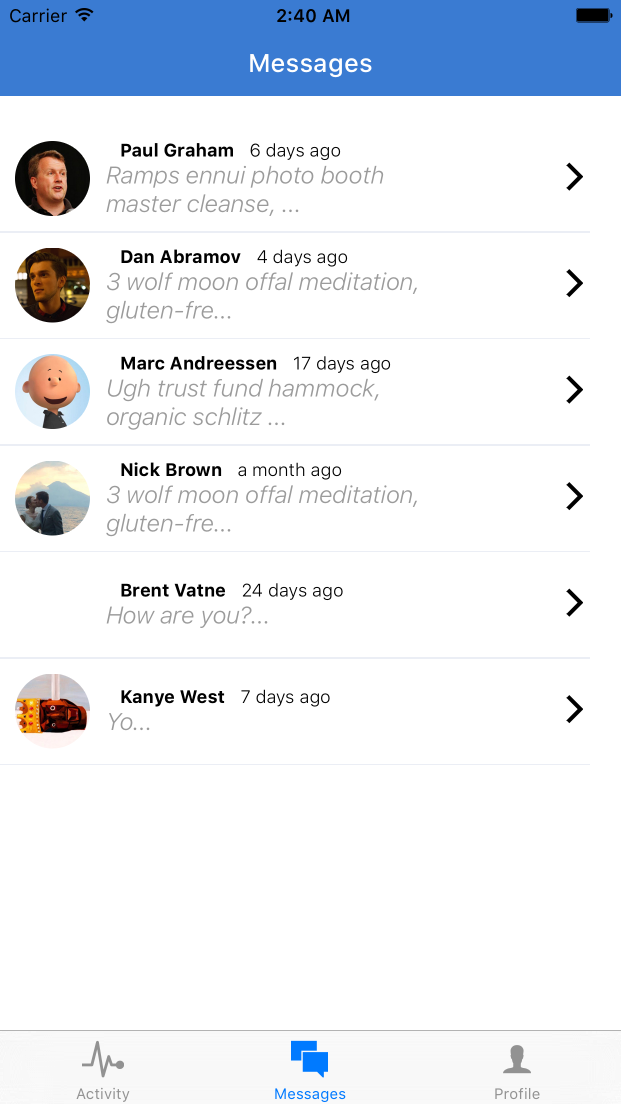 Carrier 2:40 AM
Messages
Paul Graham 6 days ago
Ramps ennui photo booth
master cleanse, ...
Dan Abramov 4 days ago
3 wolf moon offal meditation,
gluten-fre...
Marc Andreessen 17 days ago
Ugh trust fund hammock,
organic schlitz ...
Nick Brown a month ago
3 wolf moon offal meditation,
gluten-fre...
Brent Vatne 24 days ago
How are you?...
Kanye West 7 days ago
Yo...
Activity Messages Profile